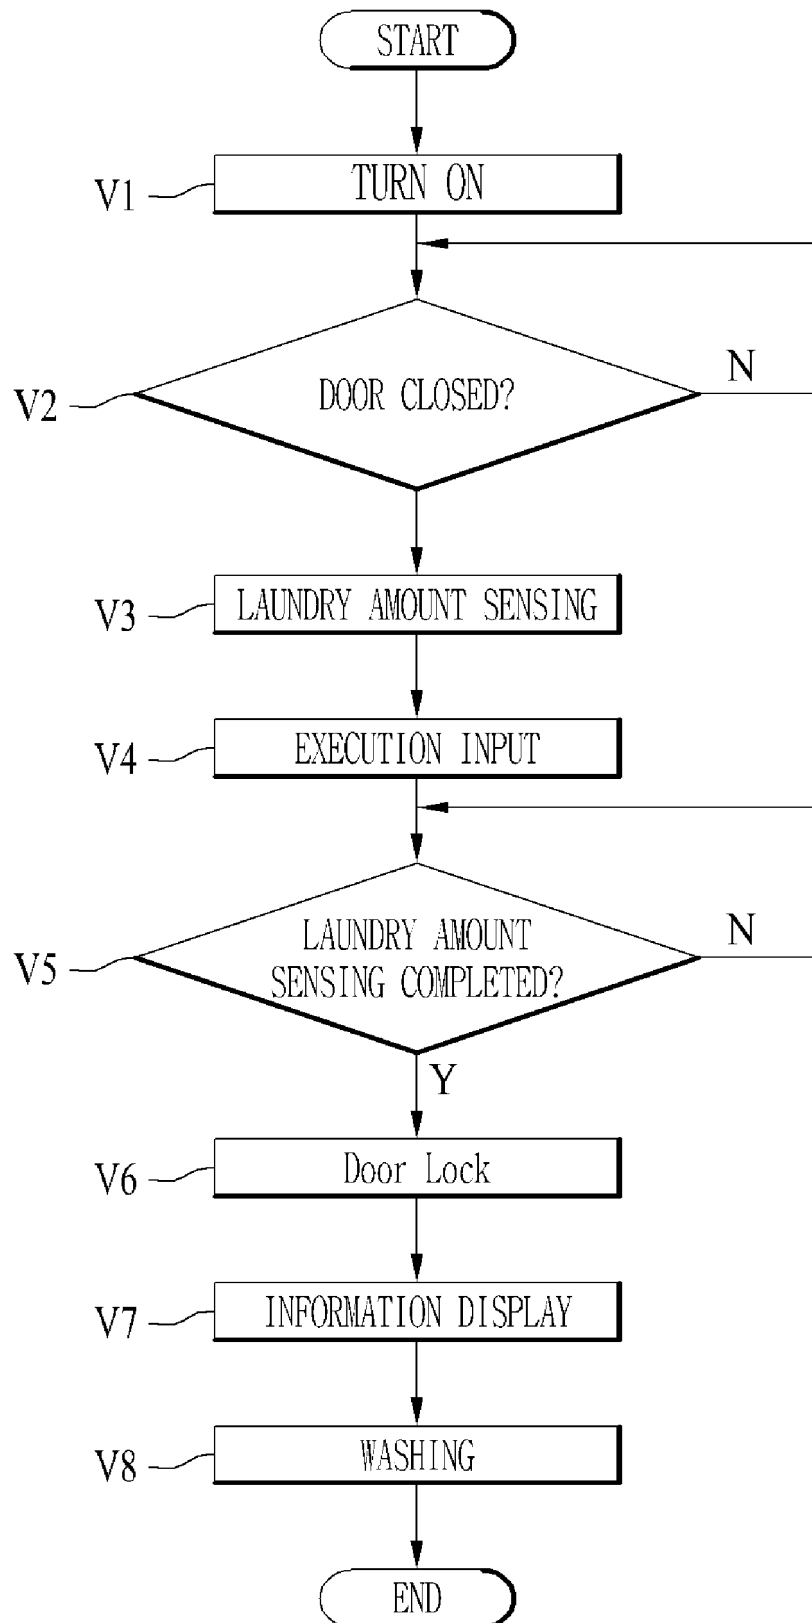 START
V1
TURN ON
V2
DOOR CLOSED?
N
V3
LAUNDRY AMOUNT SENSING
V4
EXECUTION INPUT
V5
LAUNDRY AMOUNT
SENSING COMPLETED?
N
Y
V6
Door Lock
V7
INFORMATION DISPLAY
V8
WASHING
END